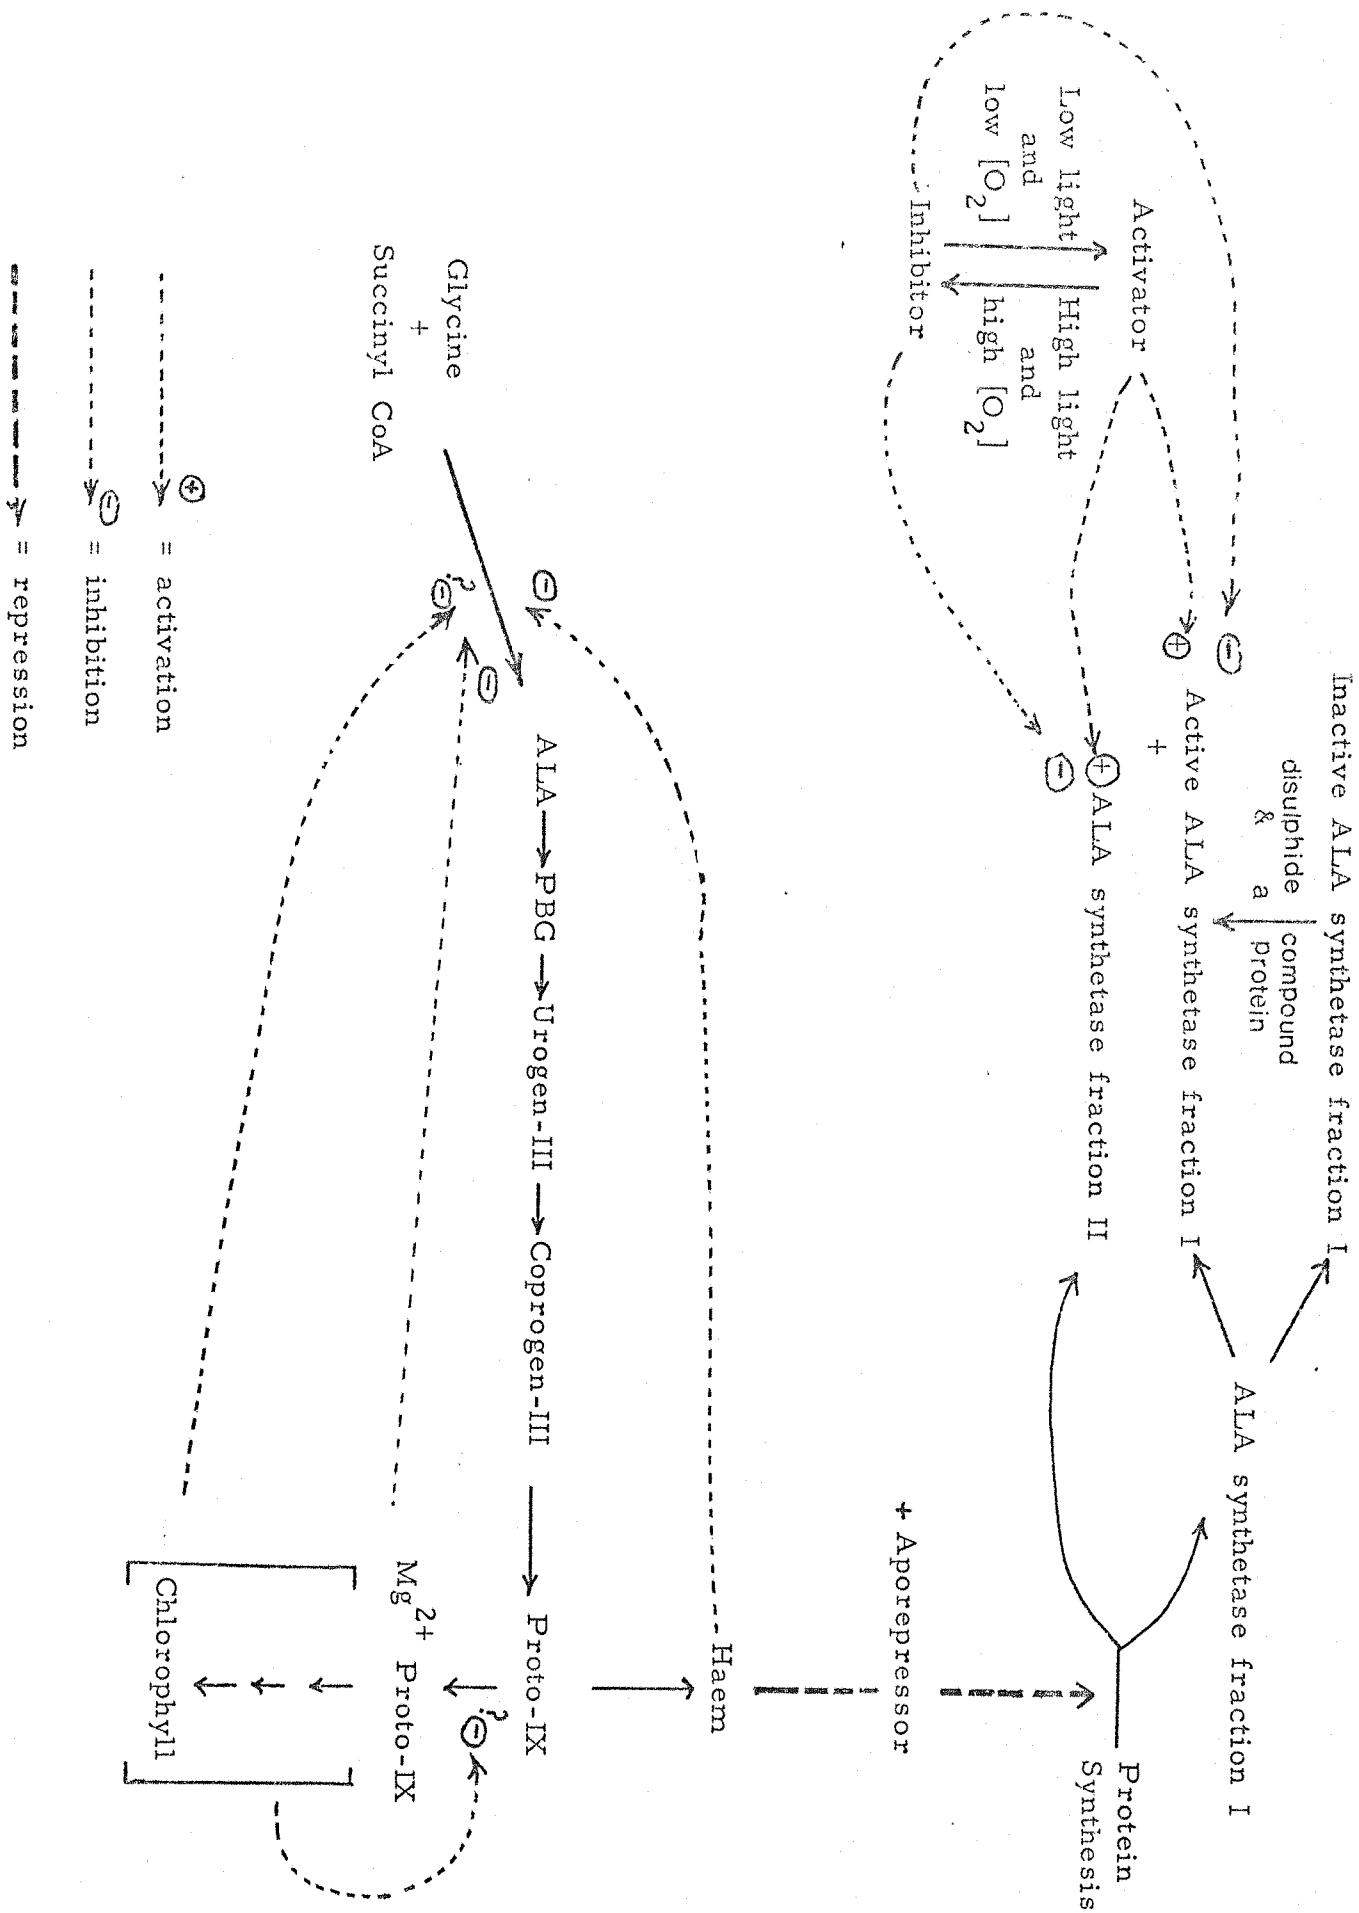 Inactive ALA synthetase fraction I
disulphide compound
& a protein
Active ALA synthetase fraction I
+
ALA synthetase fraction II
ALA synthetase fraction I
Protein
Synthesis
Activator
Low light
and
low [O2]
High light
and
high [O2]
Inhibitor
⊖
⊕
⊕
⊖
+ Aporepressor
Haem
Glycine
+
Succinyl CoA
⊖
?⊖
⊖
ALA→PBG→Urogen-III→Coprogen-III→Proto-IX
?⊖
Mg2+ Proto-IX
Chlorophyll
⊕ = activation
⊖ = inhibition
= repression